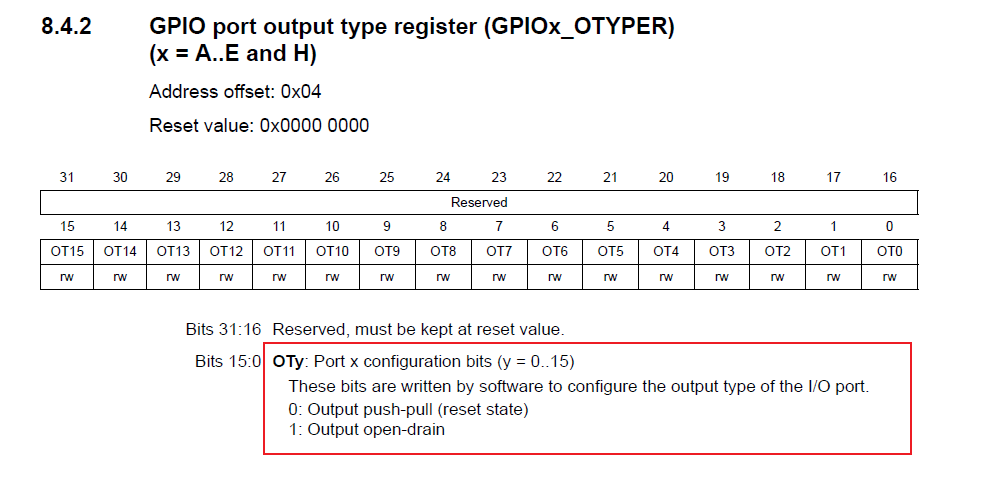 8.4.2 GPIO port output type register (GPIOx_OTYPER)
(x = A..E and H)
Address offset: 0x04
Reset value: 0x0000 0000
31 30 29 28 27 26 25 24 23 22 21 20 19 18 17 16
Reserved
15 14 13 12 11 10 9 8 7 6 5 4 3 2 1 0
OT15 OT14 OT13 OT12 OT11 OT10 OT9 OT8 OT7 OT6 OT5 OT4 OT3 OT2 OT1 OT0
rw rw rw rw rw rw rw rw rw rw rw rw rw rw rw rw
Bits 31:16 Reserved, must be kept at reset value.
Bits 15:0 OTy: Port x configuration bits (y = 0..15)
These bits are written by software to configure the output type of the I/O port.
0: Output push-pull (reset state)
1: Output open-drain